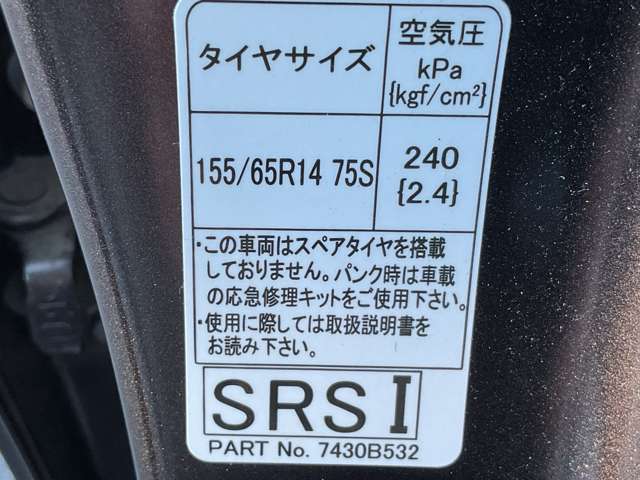 タイヤサイズ
空気圧
kPa
{kgf/cm²}
155/65R14 75S
240
{2.4}
・この車両はスペアタイヤを搭載
しておりません。パンク時は車載
の応急修理キットをご使用下さい。
・使用に際しては取扱説明書を
お読み下さい。
SRS I
PART No. 7430B532